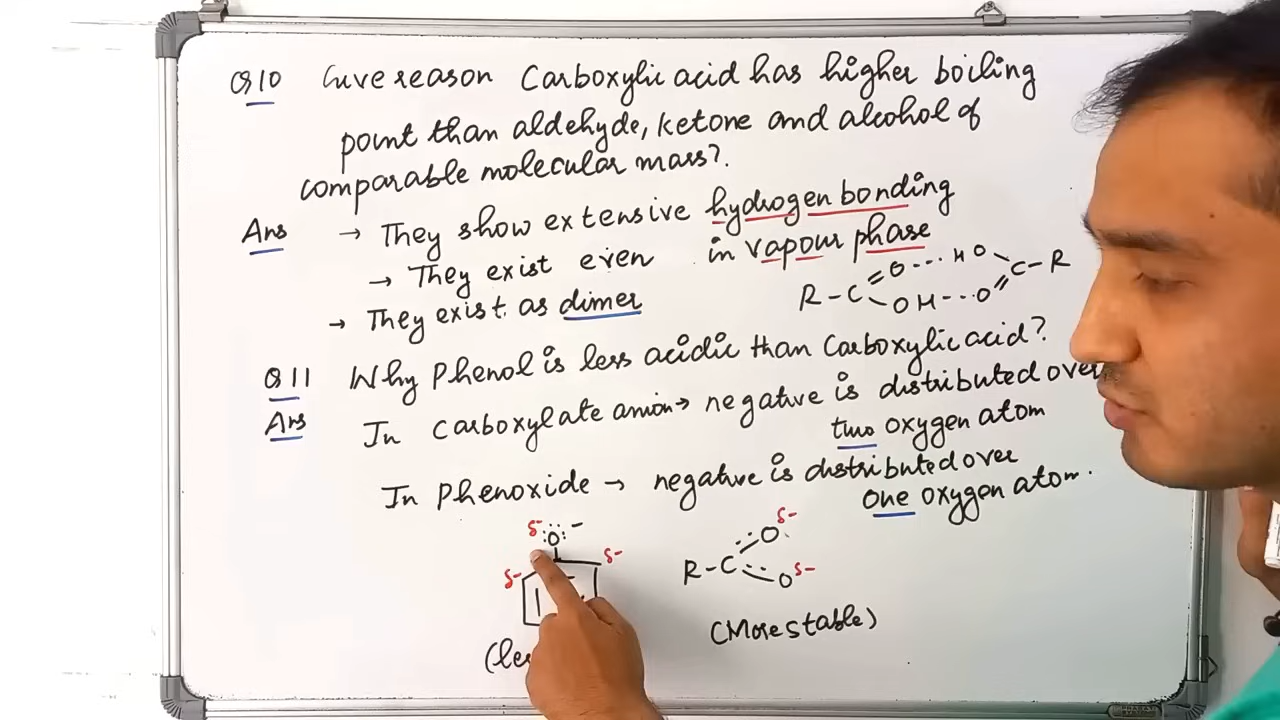 Q10 Give reason Carboxylic acid has higher boiling
point than aldehyde, ketone and alcohol of
comparable molecular mass?
Ans → They show extensive hydrogen bonding
→ They exist even in vapour phase
→ They exist as dimer
R-C O---HO C-R
OH---O
Q11 Why Phenol is less acidic than Carboxylic acid?
Ans In Carboxylate anion → negative is distributed over
two oxygen atom
In Phenoxide → negative is distributed over
one oxygen atom.
δ- :O: - δ- δ-
R-C O δ-
O δ-
(More stable)